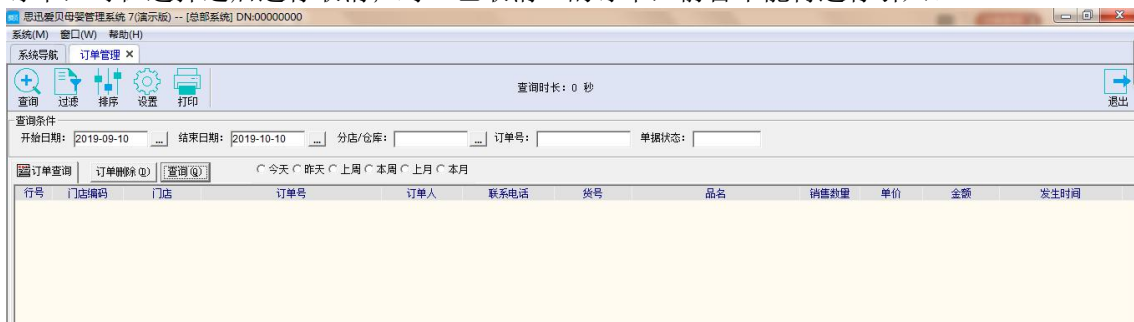 思迅爱贝母婴管理系统 7(演示版) -- [总部系统] DN:00000000
系统(M) 窗口(W) 帮助(H)
系统导航 订单管理 ×
查询 过滤 排序 设置 打印 查询时长: 0 秒 退出
查询条件
开始日期: 2019-09-10 ... 结束日期: 2019-10-10 ... 分店/仓库: ... 订单号: 单据状态:
订单查询 订单删除(D) 查询(Q) 今天 昨天 上周 本周 上月 本月
行号 门店编码 门店 订单号 订单人 联系电话 货号 品名 销售数量 单价 金额 发生时间